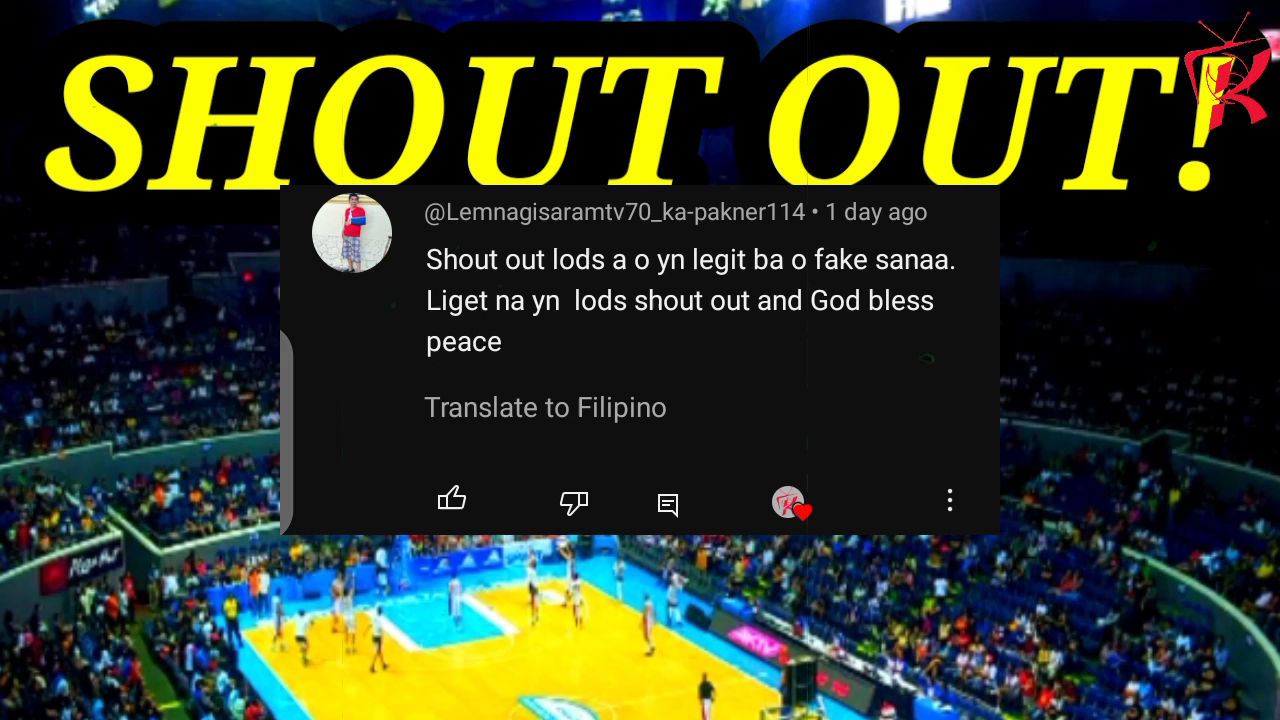 SHOUT OUT!
@Lemnagisaramtv70_ka-pakner114 • 1 day ago
Shout out lods a o yn legit ba o fake sanaa.
Liget na yn  lods shout out and God bless
peace
Translate to Filipino